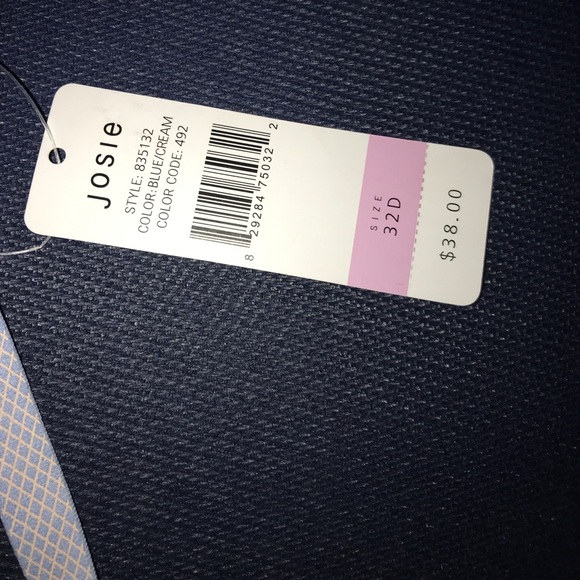 JOSIE
STYLE: 835132
COLOR: BLUE/CREAM
COLOR CODE: 492
8 29284 75032 2
SIZE
32D
$38.00